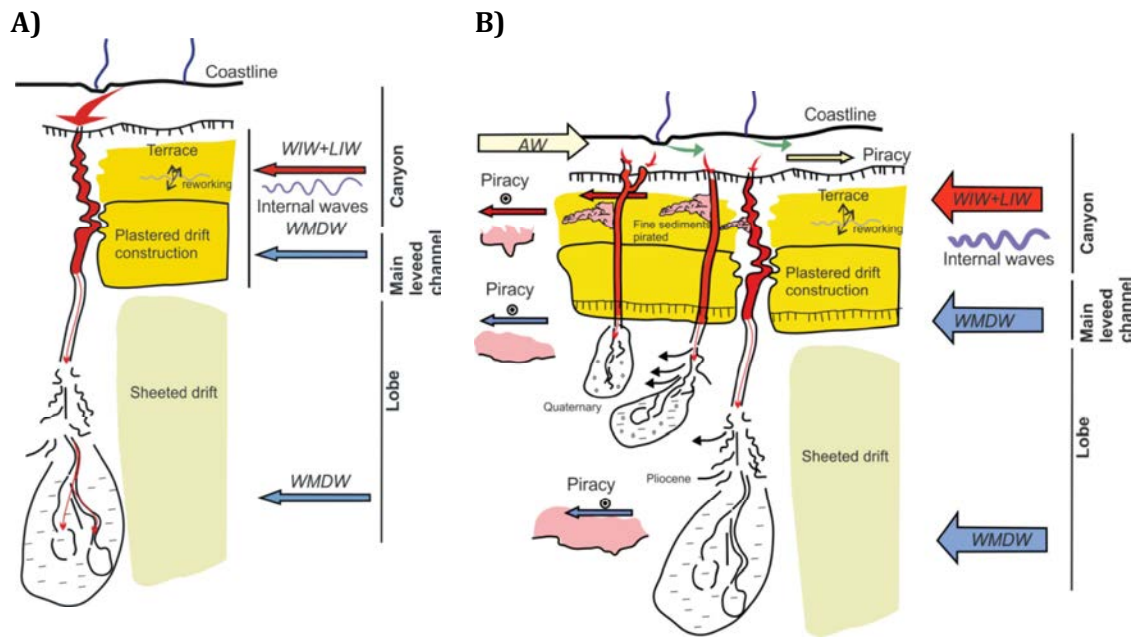 A)
Coastline
Terrace
reworking
WIW+LIW
Internal waves
Plastered drift
construction
WMDW
Canyon
Main
leveed
channel
Sheeted drift
WMDW
Lobe
B)
AW
Coastline
Piracy
Piracy
Fine sediments
pirated
Terrace
reworking
WIW+LIW
Internal waves
Canyon
Piracy
Plastered drift
construction
WMDW
Main
leveed
channel
Quaternary
Sheeted drift
Lobe
Pliocene
Piracy
WMDW